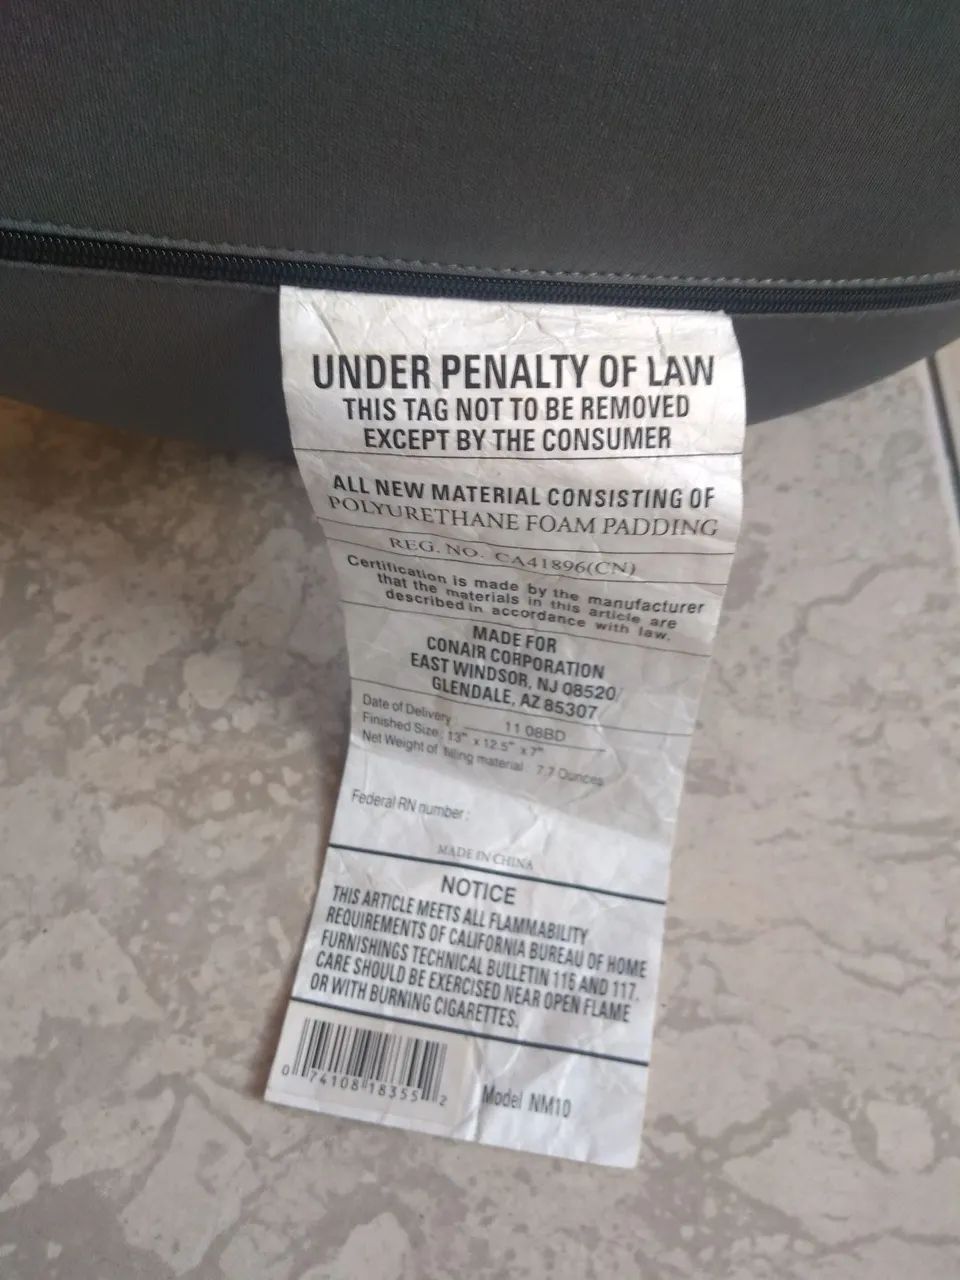 UNDER PENALTY OF LAW
THIS TAG NOT TO BE REMOVED
EXCEPT BY THE CONSUMER
ALL NEW MATERIAL CONSISTING OF
POLYURETHANE FOAM PADDING
REG. NO. CA41896(CN)
Certification is made by the manufacturer
that the materials in this article are
described in accordance with law.
MADE FOR
CONAIR CORPORATION
EAST WINDSOR, NJ 08520/
GLENDALE, AZ 85307
Date of Delivery 11 08BD
Finished Size: 13" x 12.5" x 7"
Net Weight of filling material 7.7 Ounces
Federal RN number:
MADE IN CHINA
NOTICE
THIS ARTICLE MEETS ALL FLAMMABILITY
REQUIREMENTS OF CALIFORNIA BUREAU OF HOME
FURNISHINGS TECHNICAL BULLETIN 116 AND 117.
CARE SHOULD BE EXERCISED NEAR OPEN FLAME
OR WITH BURNING CIGARETTES.
0 74108 18355 2
Model NM10